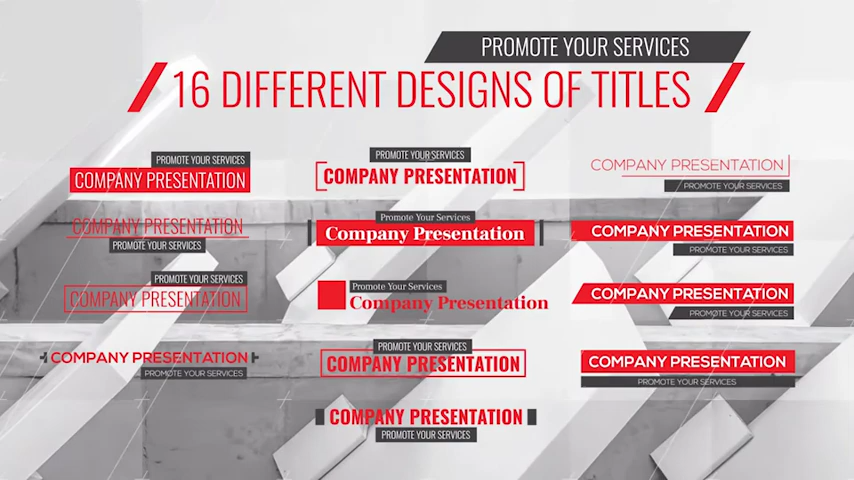 PROMOTE YOUR SERVICES
16 DIFFERENT DESIGNS OF TITLES
PROMOTE YOUR SERVICES
COMPANY PRESENTATION
COMPANY PRESENTATION
PROMOTE YOUR SERVICES
PROMOTE YOUR SERVICES
COMPANY PRESENTATION
COMPANY PRESENTATION
PROMOTE YOUR SERVICES
PROMOTE YOUR SERVICES
COMPANY PRESENTATION
Promote Your Services
Company Presentation
Promote Your Services
Company Presentation
PROMOTE YOUR SERVICES
COMPANY PRESENTATION
COMPANY PRESENTATION
PROMOTE YOUR SERVICES
COMPANY PRESENTATION
PROMOTE YOUR SERVICES
COMPANY PRESENTATION
PROMOTE YOUR SERVICES
COMPANY PRESENTATION
PROMOTE YOUR SERVICES
COMPANY PRESENTATION
PROMOTE YOUR SERVICES